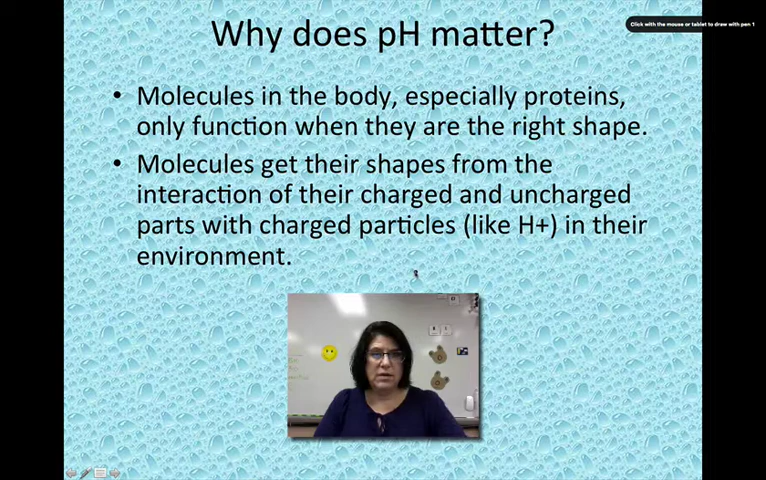 Why does pH matter?
Click with the mouse or tablet to draw with pen 1
• Molecules in the body, especially proteins,
only function when they are the right shape.
• Molecules get their shapes from the
interaction of their charged and uncharged
parts with charged particles (like H+) in their
environment.